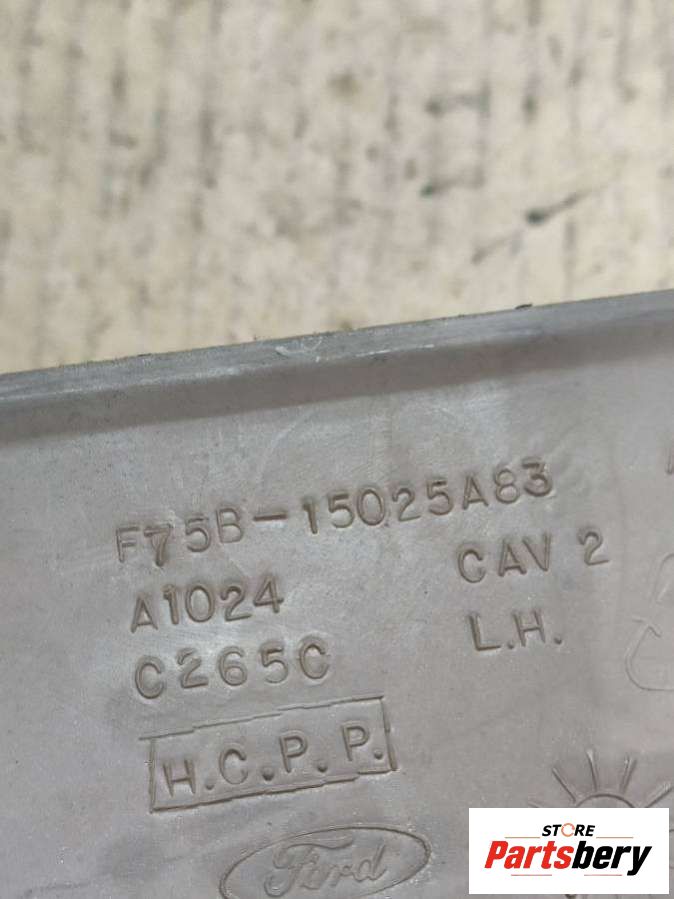 F75B-15025A83
A1024 CAV 2
C265C L.H.
H.C.P.P.
Ford
STORE
Partsbery